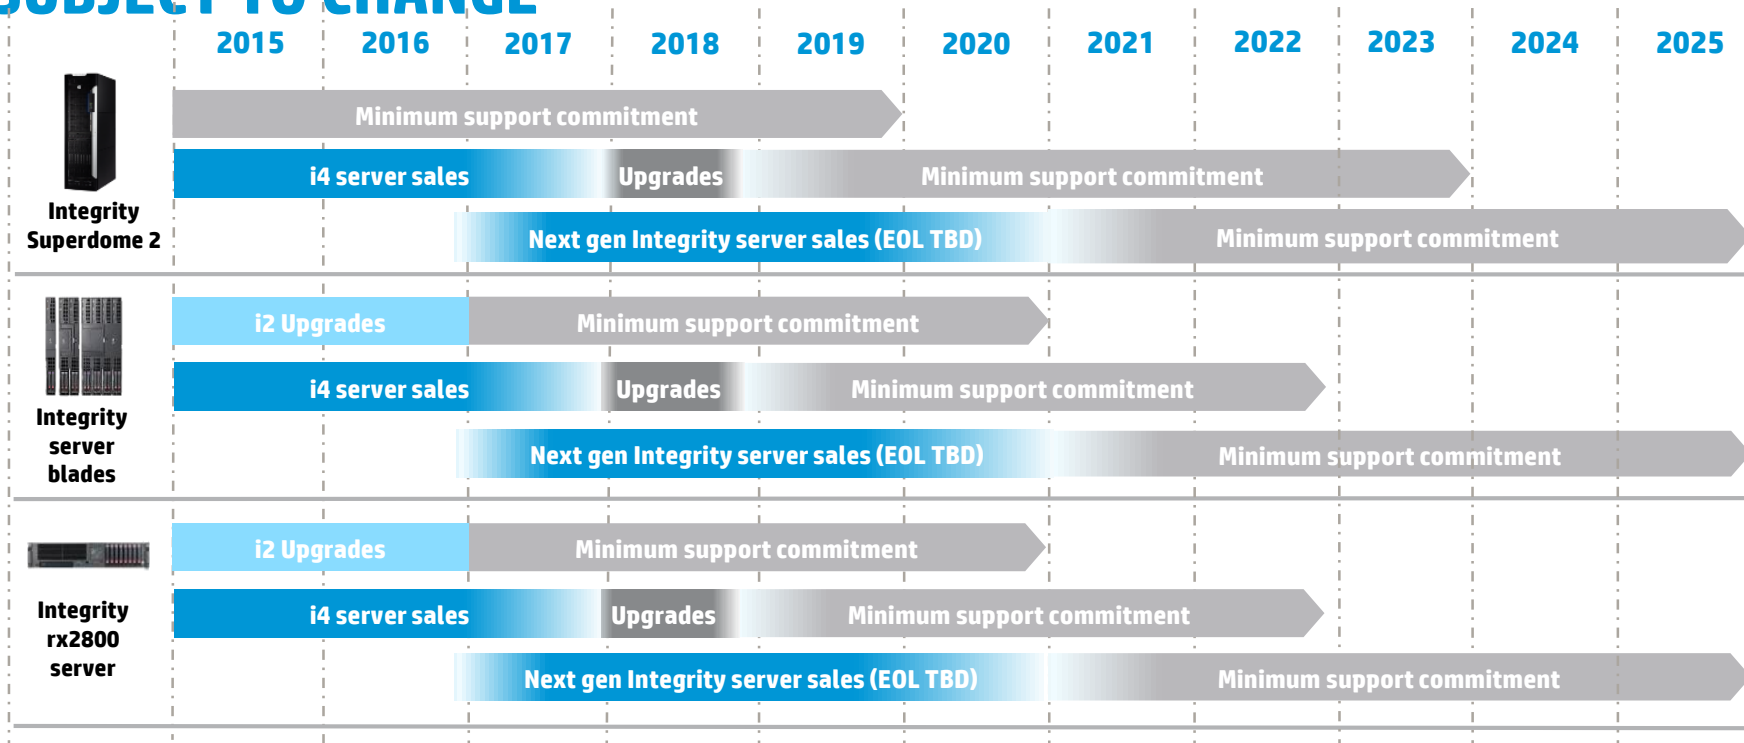 SUBJECT TO CHANGE
2015 2016 2017 2018 2019 2020 2021 2022 2023 2024 2025
Minimum support commitment
i4 server sales Upgrades Minimum support commitment
Integrity
Superdome 2
Next gen Integrity server sales (EOL TBD) Minimum support commitment
i2 Upgrades Minimum support commitment
i4 server sales Upgrades Minimum support commitment
Integrity
server
blades
Next gen Integrity server sales (EOL TBD) Minimum support commitment
i2 Upgrades Minimum support commitment
i4 server sales Upgrades Minimum support commitment
Integrity
rx2800
server
Next gen Integrity server sales (EOL TBD) Minimum support commitment